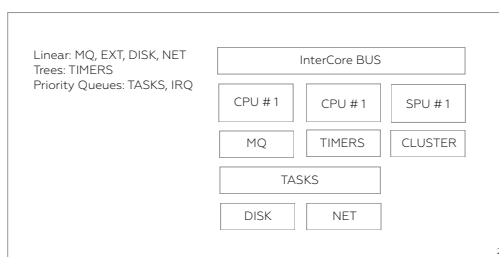 Linear: MQ, EXT, DISK, NET
Trees: TIMERS
Priority Queues: TASKS, IRQ
InterCore BUS
CPU # 1
CPU # 1
SPU # 1
MQ
TIMERS
CLUSTER
TASKS
DISK
NET